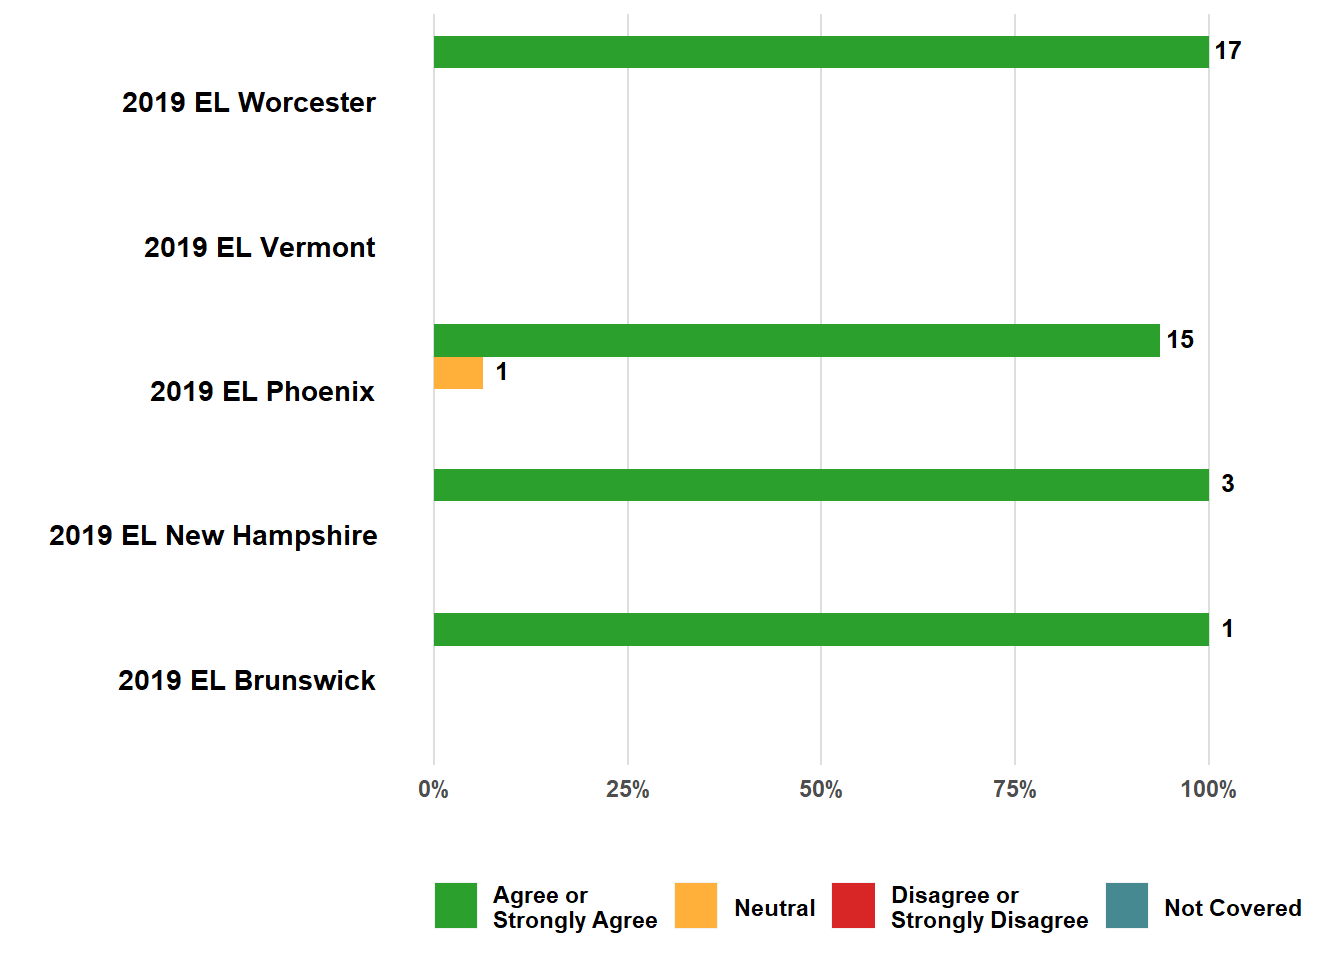 17
2019 EL Worcester
2019 EL Vermont
15
1
2019 EL Phoenix
3
2019 EL New Hampshire
1
2019 EL Brunswick
0% 25% 50% 75% 100%
Agree or
Strongly Agree
Neutral
Disagree or
Strongly Disagree
Not Covered